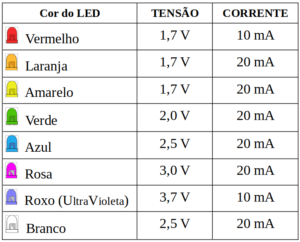 Cor do LED TENSÃO CORRENTE
Vermelho 1,7 V 10 mA
Laranja 1,7 V 20 mA
Amarelo 1,7 V 20 mA
Verde 2,0 V 20 mA
Azul 2,5 V 20 mA
Rosa 3,0 V 20 mA
Roxo (UltraVioleta) 3,7 V 10 mA
Branco 2,5 V 20 mA